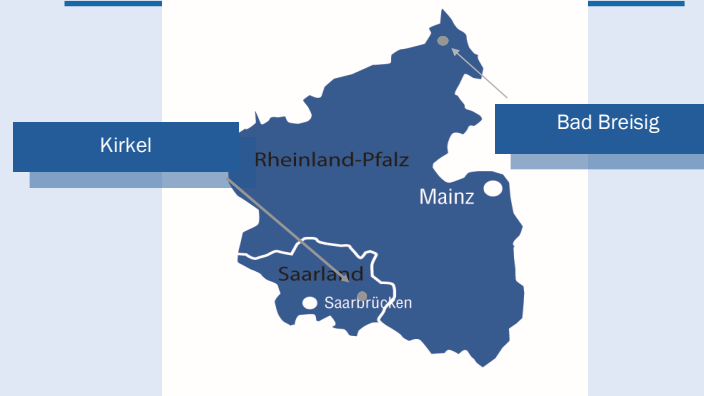 Bad Breisig
Kirkel
Rheinland-Pfalz
Mainz
Saarland
Saarbrücken